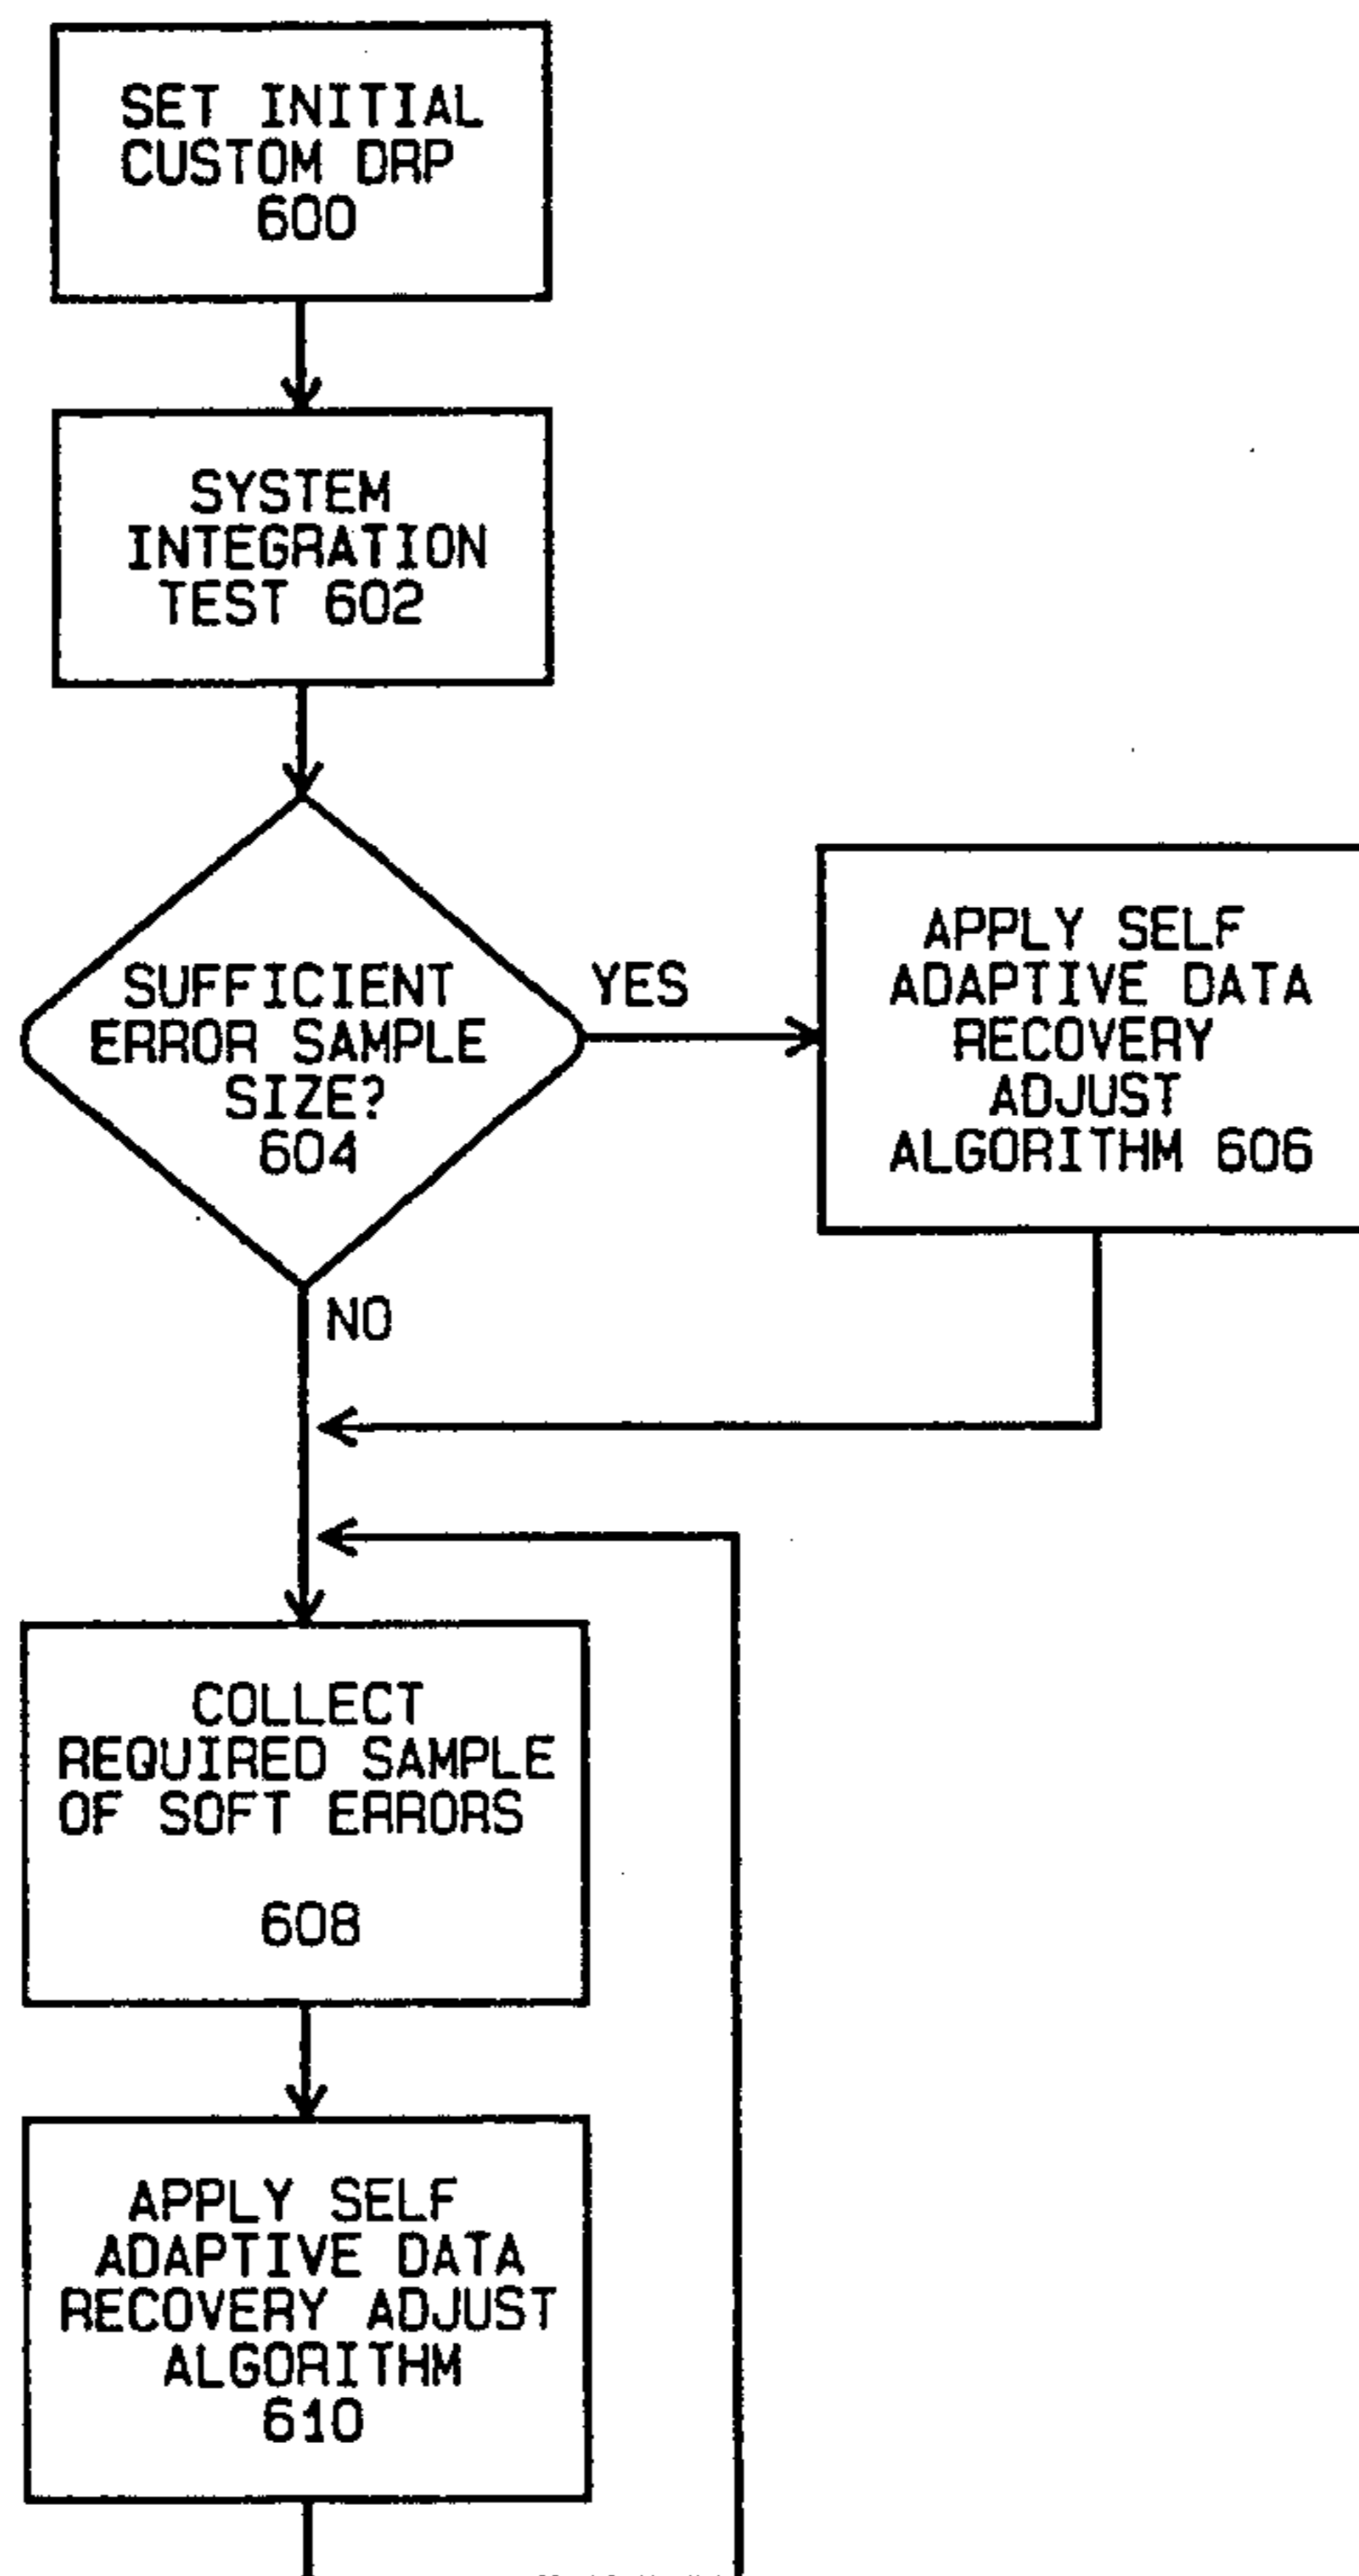 SET INITIAL
CUSTOM DRP
600
SYSTEM
INTEGRATION
TEST 602
SUFFICIENT
ERROR SAMPLE
SIZE?
604
YES
APPLY SELF
ADAPTIVE DATA
RECOVERY
ADJUST
ALGORITHM 606
NO
COLLECT
REQUIRED SAMPLE
OF SOFT ERRORS
608
APPLY SELF
ADAPTIVE DATA
RECOVERY ADJUST
ALGORITHM
610